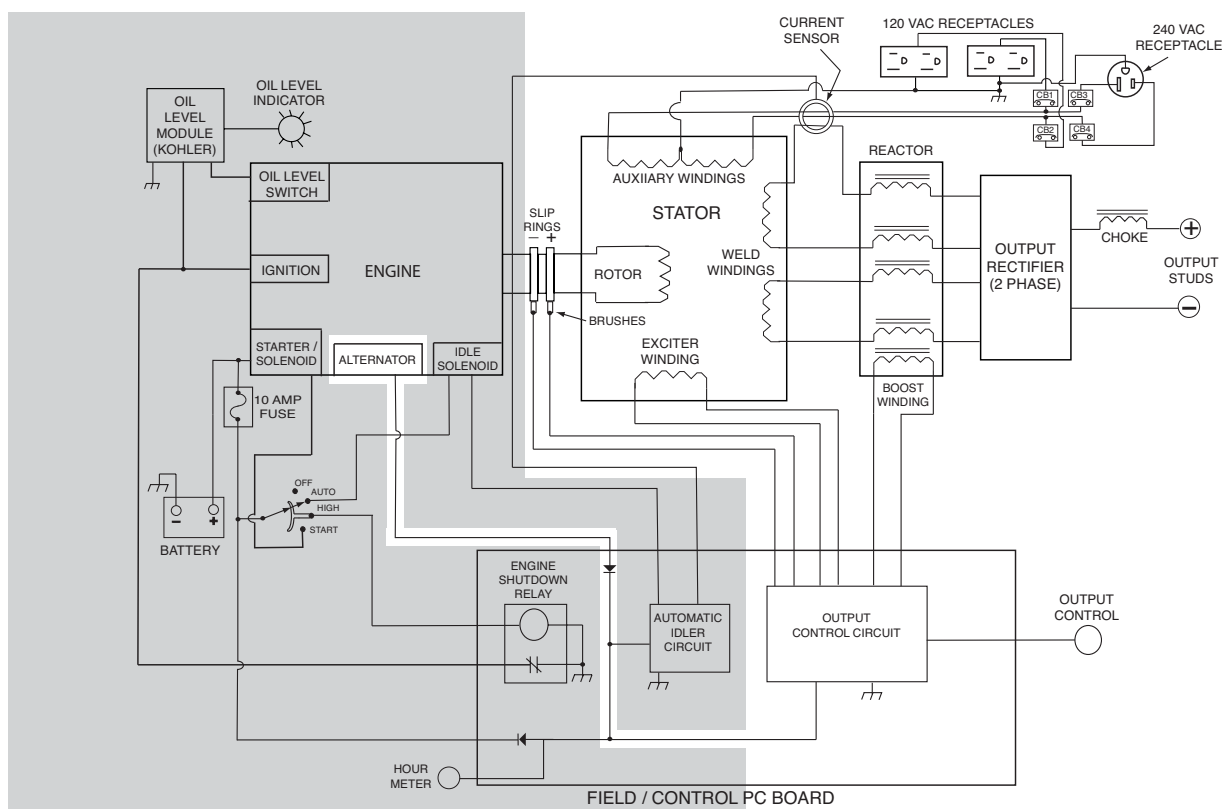 CURRENT
SENSOR
120 VAC RECEPTACLES
240 VAC
RECEPTACLE
CB1
CB3
CB2
CB4
OIL
LEVEL
MODULE
(KOHLER)
OIL LEVEL
INDICATOR
OIL LEVEL
SWITCH
IGNITION
ENGINE
STARTER /
SOLENOID
ALTERNATOR
IDLE
SOLENOID
SLIP
RINGS
– +
BRUSHES
AUXIIARY WINDINGS
STATOR
ROTOR
WELD
WINDINGS
EXCITER
WINDING
REACTOR
BOOST
WINDING
OUTPUT
RECTIFIER
(2 PHASE)
CHOKE
+
OUTPUT
STUDS
–
10 AMP
FUSE
OFF
AUTO
HIGH
START
– +
BATTERY
ENGINE
SHUTDOWN
RELAY
AUTOMATIC
IDLER
CIRCUIT
OUTPUT
CONTROL CIRCUIT
OUTPUT
CONTROL
HOUR
METER
FIELD / CONTROL PC BOARD